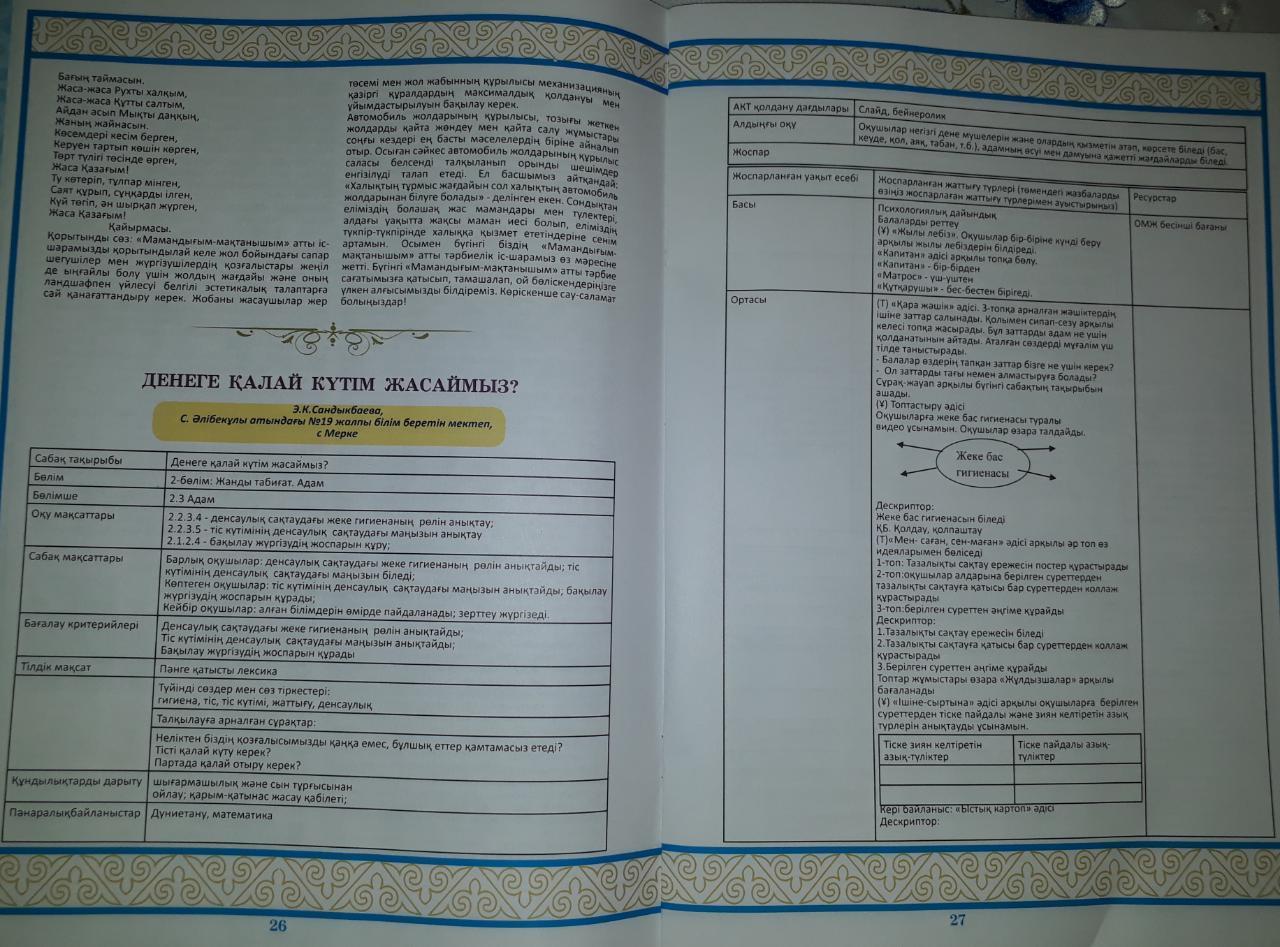 Бағың таймасын.
Жаса-жаса Рухты халқым,
Жаса-жаса Құтты салтым,
Айдан асып Мықты даңқың,
Жаның жайнасын.
Көсемдері кесім берген,
Керуен тартып көшін көрген,
Төрт түлігі төсінде өрген,
Жаса Қазағым!
Ту көтеріп, тұлпар мінген,
Саят құрып, сұңқарды ілген,
Күй төгіп, ән шырқап жүрген,
Жаса Қазағым!
Қайырмасы.
Қорытынды сөз: «Мамандығым-мақтанышым» атты іс-
шарамызды қорытындылай келе жол бойындағы сапар
шегушілер мен жүргізушілердің қозғалыстары жеңіл
де ыңғайлы болу үшін жолдың жағдайы және оның
ландшафпен үйлесуі белгілі эстетикалық талаптарға
сай қанағаттандыру керек. Жобаны жасаушылар жер
төсемі мен жол жабынның құрылысы механизацияның
қазіргі құралдардың максималдық қолдануы мен
ұйымдастырылуын бақылау керек.
Автомобиль жолдарының құрылысы, тозығы жеткен
жолдарды қайта жөндеу мен қайта салу жұмыстары
соңғы кездері ең басты мәселелердің біріне айналып
отыр. Осыған сәйкес автомобиль жолдарының құрылыс
саласы белсенді талқыланып орынды шешімдер
енгізілуді талап етеді. Ел басшымыз айтқандай:
«Халықтың тұрмыс жағдайын сол халықтың автомобиль
жолдарынан білуге болады» - делінген екен. Сондықтан
еліміздің болашақ жас мамандары мен түлектері,
алдағы уақытта жақсы маман иесі болып, еліміздің
түкпір-түкпірінде халыққа қызмет ететіндеріне сенім
артамын. Осымен бүгінгі біздің «Мамандығым-
мақтанышым» атты тәрбиелік іс-шарамыз өз мәресіне
жетті. Бүгінгі «Мамандығым-мақтанышым» атты тәрбие
сағатымызға қатысып, тамашалап, ой бөліскендеріңізге
үлкен алғысымызды білдіреміз. Көріскенше сау-саламат
болыңыздар!
ДЕНЕГЕ ҚАЛАЙ КҮТІМ ЖАСАЙМЫЗ?
Э.К.Сандыкбаева,
С. Әлібекұлы атындағы №19 жалпы білім беретін мектеп,
с Мерке
Сабақ тақырыбы
Денеге қалай күтім жасаймыз?
Бөлім
2-бөлім: Жанды табиғат. Адам
Бөлімше
2.3 Адам
Оқу мақсаттары
2.2.3.4 - денсаулық сақтаудағы жеке гигиенаның  рөлін анықтау;
2.2.3.5 - тіс күтімінің денсаулық  сақтаудағы маңызын анықтау
2.1.2.4 - бақылау жүргізудің жоспарын құру;
Сабақ мақсаттары
Барлық оқушылар: денсаулық сақтаудағы жеке гигиенаның  рөлін анықтайды; тіс
күтімінің денсаулық  сақтаудағы маңызын біледі;
Көптеген оқушылар: тіс күтімінің денсаулық  сақтаудағы маңызын анықтайды; бақылау
жүргізудің жоспарын құрады;
Кейбір оқушылар: алған білімдерін өмірде пайдаланады; зерттеу жүргізеді.
Бағалау критерийлері
Денсаулық сақтаудағы жеке гигиенаның  рөлін анықтайды;
Тіс күтімінің денсаулық  сақтаудағы маңызын анықтайды;
Бақылау жүргізудің жоспарын құрады
Тілдік мақсат
Пәнге қатысты лексика
Түйінді сөздер мен сөз тіркестері:
гигиена, тіс, тіс күтімі, жаттығу, денсаулық
Талқылауға арналған сұрақтар:
Неліктен біздің қозғалысымызды қаңқа емес, бұлшық еттер қамтамасыз етеді?
Тісті қалай күту керек?
Партада қалай отыру керек?
Құндылықтарды дарыту
шығармашылық және сын тұрғысынан
ойлау; қарым-қатынас жасау қабілеті;
Пәнаралықбайланыстар
Дүниетану, математика
26
АКТ қолдану дағдылары
Слайд, бейнеролик
Алдыңғы оқу
Оқушылар негізгі дене мүшелерін және олардың қызметін атап, көрсете біледі (бас,
кеуде, қол, аяқ, табан, т.б.), адамның өсуі мен дамуына қажетті жағдайларды біледі.
Жоспар
Жоспарланған уақыт есебі
Жоспарланған жаттығу түрлері (төмендегі жазбаларды
өзіңіз жоспарлаған жаттығу түрлерімен ауыстырыңыз)
Ресурстар
Басы
Психологиялық дайындық
Балаларды реттеу
(Ұ) «Жылы лебіз». Оқушылар бір-біріне күнді беру
арқылы жылы лебіздерін білдіреді.
«Капитан» әдісі арқылы топқа бөлу.
«Капитан» - бір-бірден
«Матрос» - үш-үштен
«Құтқарушы» - бес-бестен бірігеді.
ОМЖ бесінші бағаны
Ортасы
(Т) «Қара жәшік» әдісі. 3-топқа арналған жәшіктердің
ішіне заттар салынады. Қолымен сипап-сезу арқылы
келесі топқа жасырады. Бұл заттарды адам не үшін
қолданатынын айтады. Аталған сөздерді мұғалім үш
тілде таныстырады.
- Балалар өздерің тапқан заттар бізге не үшін керек?
- Ол заттарды тағы немен алмастыруға болады?
Сұрақ-жауап арқылы бүгінгі сабақтың тақырыбын
ашады.
(Ұ) Топтастыру әдісі
Оқушыларға жеке бас гигиенасы туралы
видео ұсынамын. Оқушылар өзара талдайды.
Жеке бас
гигиенасы
Дескриптор:
Жеке бас гигиенасын біледі
ҚБ. Қолдау, қолпаштау
(Т)«Мен- саған, сен-маған» әдісі арқылы әр топ өз
идеяларымен бөліседі
1-топ: Тазалықты сақтау ережесін постер құрастырады
2-топ:оқушылар алдарына берілген суреттерден
тазалықты сақтауға қатысы бар суреттерден коллаж
құрастырады
3-топ:берілген суреттен әңгіме құрайды
Дескриптор:
1.Тазалықты сақтау ережесін біледі
2.Тазалықты сақтауға қатысы бар суреттерден коллаж
құрастырады
3.Берілген суреттен әңгіме құрайды
Топтар жұмыстары өзара «Жұлдызшалар» арқылы
бағаланады
(Ұ) «Ішіне-сыртына» әдісі арқылы оқушыларға  берілген
суреттерден тіске пайдалы және зиян келтіретін азық
түрлерін анықтауды ұсынамын.
Тіске зиян келтіретін
азық-түліктер
Тіске пайдалы азық-
түліктер
Кері байланыс: «Ыстық картоп» әдісі
Дескриптор:
27